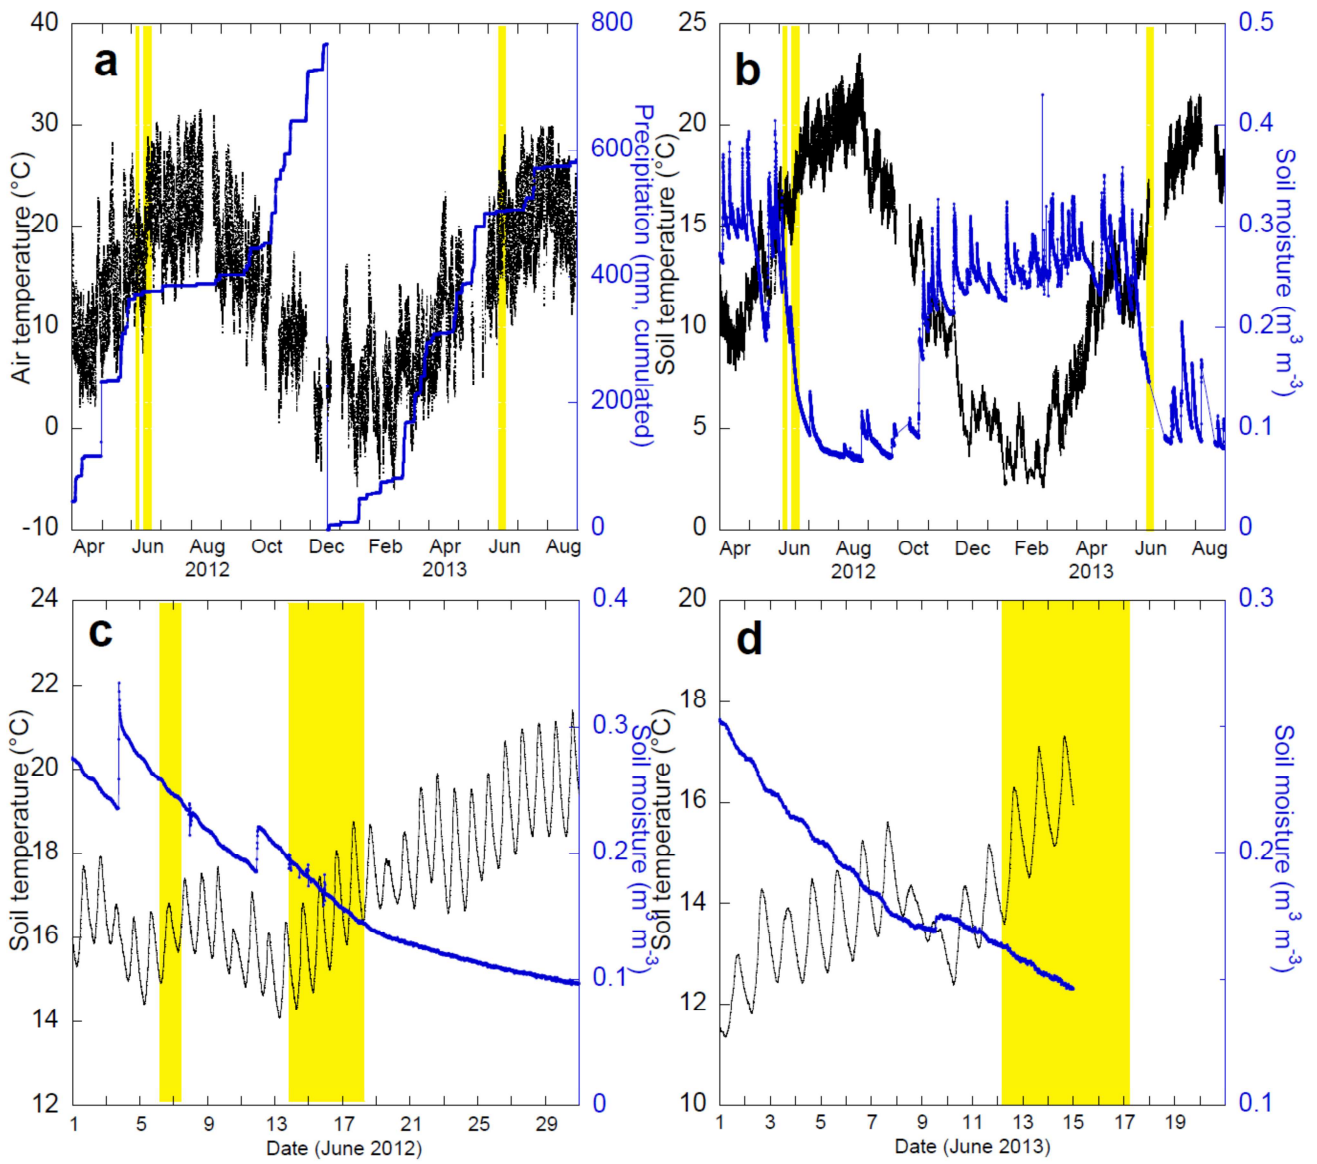 a
40
30
20
10
0
-10
Air temperature (°C)
800
600
400
200
0
Precipitation (mm, cumulated)
Apr Jun Aug Oct Dec Feb Apr Jun Aug
2012 2013
b
25
20
15
10
5
0
Soil temperature (°C)
0.5
0.4
0.3
0.2
0.1
0
Soil moisture (m³ m⁻³)
Apr Jun Aug Oct Dec Feb Apr Jun Aug
2012 2013
c
24
22
20
18
16
14
12
Soil temperature (°C)
0.4
0.3
0.2
0.1
0
Soil moisture (m³ m⁻³)
1 5 9 13 17 21 25 29
Date (June 2012)
d
20
18
16
14
12
10
Soil temperature (°C)
0.3
0.2
0.1
Soil moisture (m³ m⁻³)
1 3 5 7 9 11 13 15 17 19
Date (June 2013)